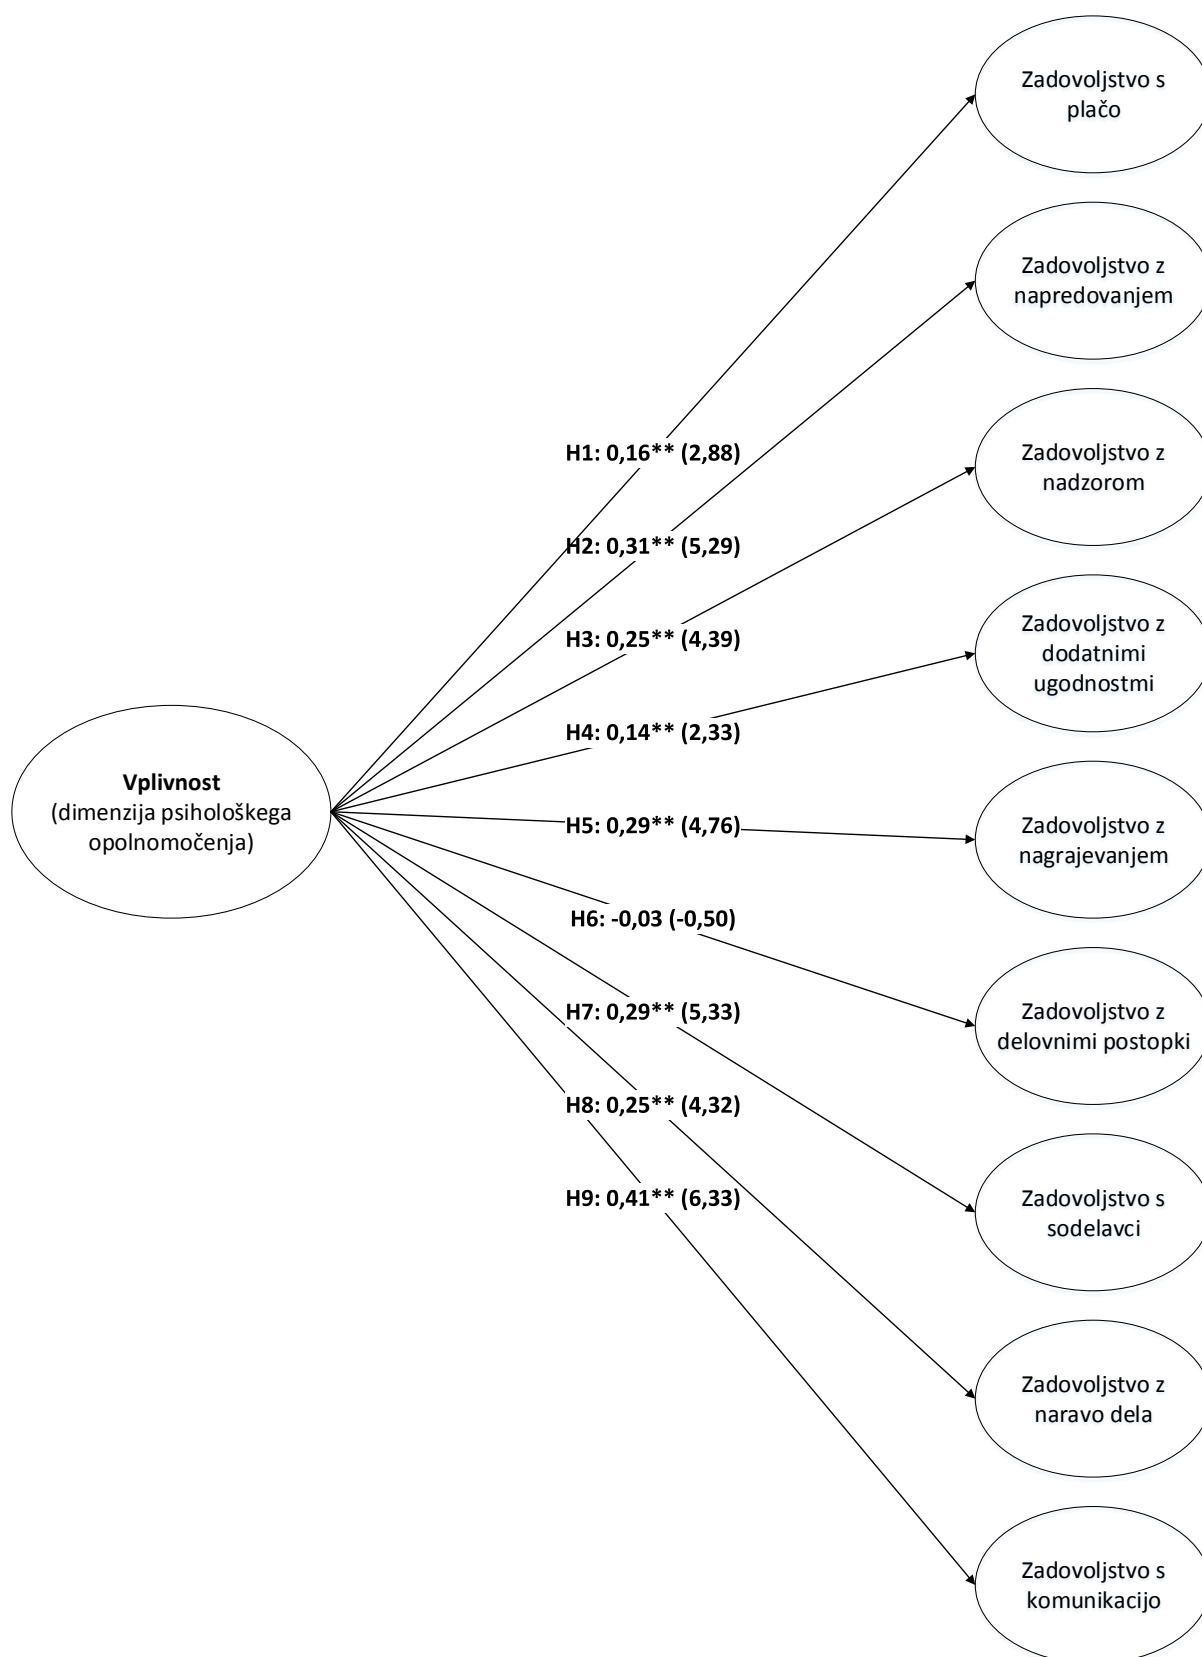 Zadovoljstvo s
plačo
Zadovoljstvo z
napredovanjem
Zadovoljstvo z
nadzorom
Zadovoljstvo z
dodatnimi
ugodnostmi
Zadovoljstvo z
nagrajevanjem
Zadovoljstvo z
delovnimi postopki
Zadovoljstvo s
sodelavci
Zadovoljstvo z
naravo dela
Zadovoljstvo s
komunikacijo
H1: 0,16** (2,88)
H2: 0,31** (5,29)
H3: 0,25** (4,39)
H4: 0,14** (2,33)
H5: 0,29** (4,76)
H6: -0,03 (-0,50)
H7: 0,29** (5,33)
H8: 0,25** (4,32)
H9: 0,41** (6,33)
Vplivnost
(dimenzija psihološkega
opolnomočenja)